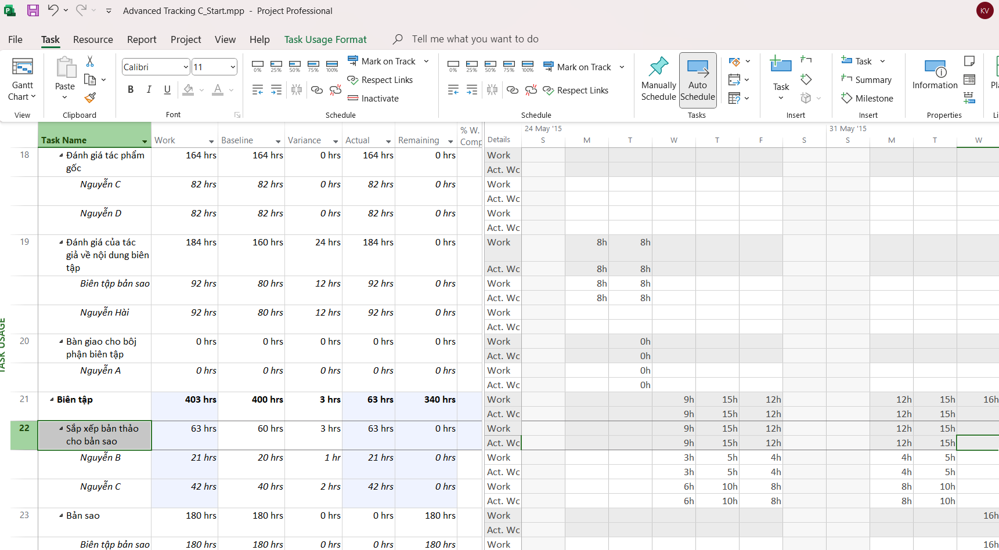 Advanced Tracking C_Start.mpp - Project Professional
KV
File Task Resource Report Project View Help Task Usage Format Tell me what you want to do
Gantt Chart
View
Paste
Clipboard
Calibri 11
B I U A
Font
0% 25% 50% 75% 100%
Mark on Track
Respect Links
Inactivate
Schedule
0% 25% 50% 75% 100%
Mark on Track
Respect Links
Schedule
Manually Schedule
Auto Schedule
Tasks
Task
Insert
Task
Summary
Milestone
Insert
Information
Properties
TASK USAGE
Task Name Work Baseline Variance Actual Remaining % W. Comp Details 24 May '15 31 May '15
S M T W T F S S M T W
18 Đánh giá tác phẩm 164 hrs 164 hrs 0 hrs 164 hrs 0 hrs Work
gốc Act. Wc
Nguyễn C 82 hrs 82 hrs 0 hrs 82 hrs 0 hrs Work
Act. Wc
Nguyễn D 82 hrs 82 hrs 0 hrs 82 hrs 0 hrs Work
Act. Wc
19 Đánh giá của tác 184 hrs 160 hrs 24 hrs 184 hrs 0 hrs Work 8h 8h
giả về nội dung biên
tập Act. Wc 8h 8h
Biên tập bản sao 92 hrs 80 hrs 12 hrs 92 hrs 0 hrs Work 8h 8h
Act. Wc 8h 8h
Nguyễn Hài 92 hrs 80 hrs 12 hrs 92 hrs 0 hrs Work
Act. Wc
20 Bàn giao cho bôj 0 hrs 0 hrs 0 hrs 0 hrs 0 hrs Work 0h
phận biên tập Act. Wc 0h
Nguyễn A 0 hrs 0 hrs 0 hrs 0 hrs 0 hrs Work 0h
Act. Wc 0h
21 Biên tập 403 hrs 400 hrs 3 hrs 63 hrs 340 hrs Work 9h 15h 12h 12h 15h 16h
Act. Wc 9h 15h 12h 12h 15h
22 Sắp xếp bản thảo 63 hrs 60 hrs 3 hrs 63 hrs 0 hrs Work 9h 15h 12h 12h 15h
cho bản sao Act. Wc 9h 15h 12h 12h 15h
Nguyễn B 21 hrs 20 hrs 1 hr 21 hrs 0 hrs Work 3h 5h 4h 4h 5h
Act. Wc 3h 5h 4h 4h 5h
Nguyễn C 42 hrs 40 hrs 2 hrs 42 hrs 0 hrs Work 6h 10h 8h 8h 10h
Act. Wc 6h 10h 8h 8h 10h
23 Bản sao 180 hrs 180 hrs 0 hrs 0 hrs 180 hrs Work 16h
Act. Wc
Biên tập bản sao 180 hrs 180 hrs 0 hrs 0 hrs 180 hrs Work 16h